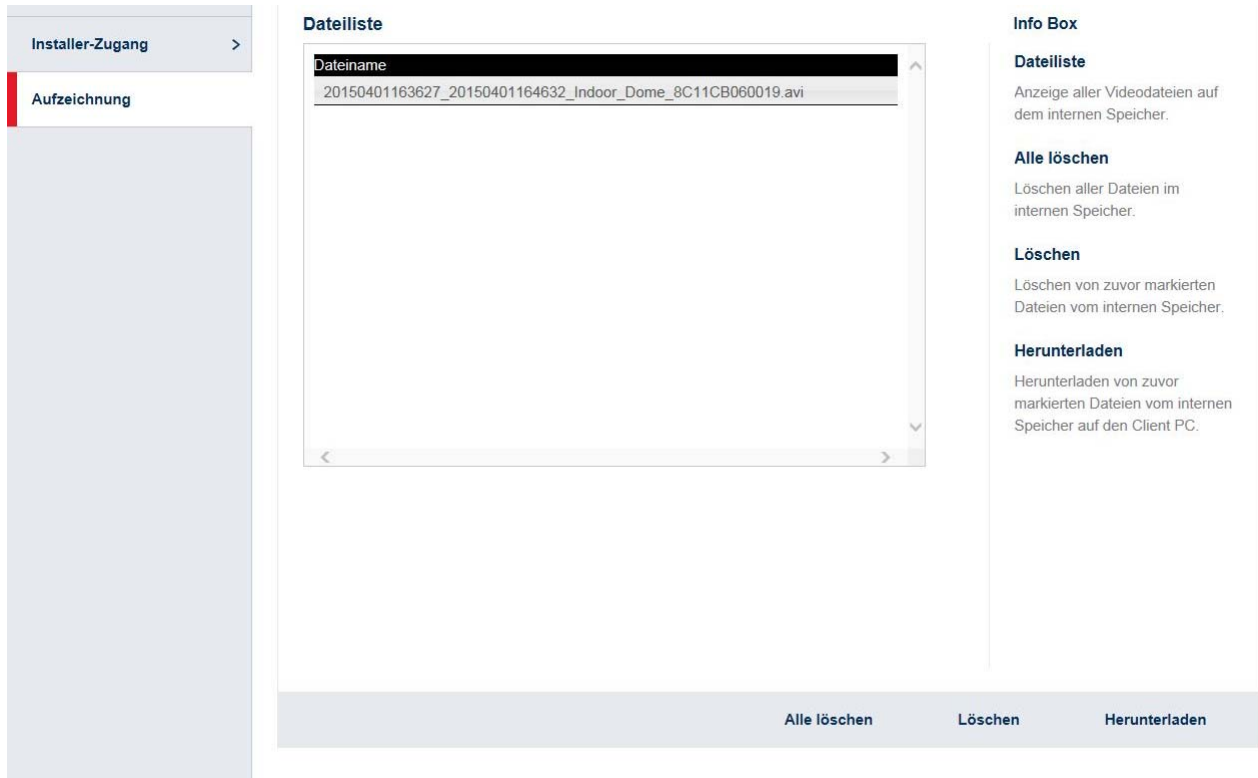 Installer-Zugang >
Aufzeichnung
Dateiliste
Dateiname
20150401163627_20150401164632_Indoor_Dome_8C11CB060019.avi
Info Box
Dateiliste
Anzeige aller Videodateien auf
dem internen Speicher.
Alle löschen
Löschen aller Dateien im
internen Speicher.
Löschen
Löschen von zuvor markierten
Dateien vom internen Speicher.
Herunterladen
Herunterladen von zuvor
markierten Dateien vom internen
Speicher auf den Client PC.
Alle löschen Löschen Herunterladen